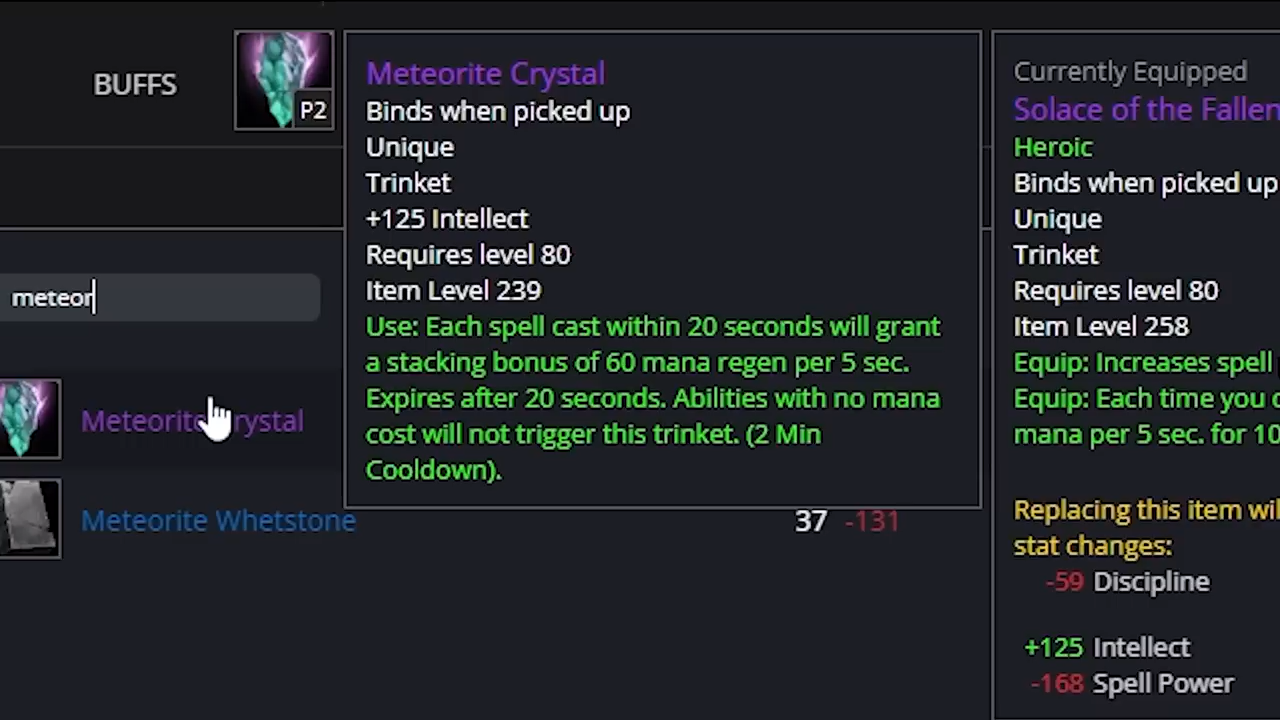 BUFFS
P2
Meteorite Crystal
Binds when picked up
Unique
Trinket
+125 Intellect
Requires level 80
Item Level 239
Use: Each spell cast within 20 seconds will grant
a stacking bonus of 60 mana regen per 5 sec.
Expires after 20 seconds. Abilities with no mana
cost will not trigger this trinket. (2 Min
Cooldown).
Currently Equipped
Solace of the Fallen
Heroic
Binds when picked up
Unique
Trinket
Requires level 80
Item Level 258
Equip: Increases spell
Equip: Each time you
mana per 5 sec. for 10
Replacing this item
stat changes:
-59 Discipline
+125 Intellect
-168 Spell Power
meteor
Meteorite Crystal
Meteorite Whetstone
37 -131